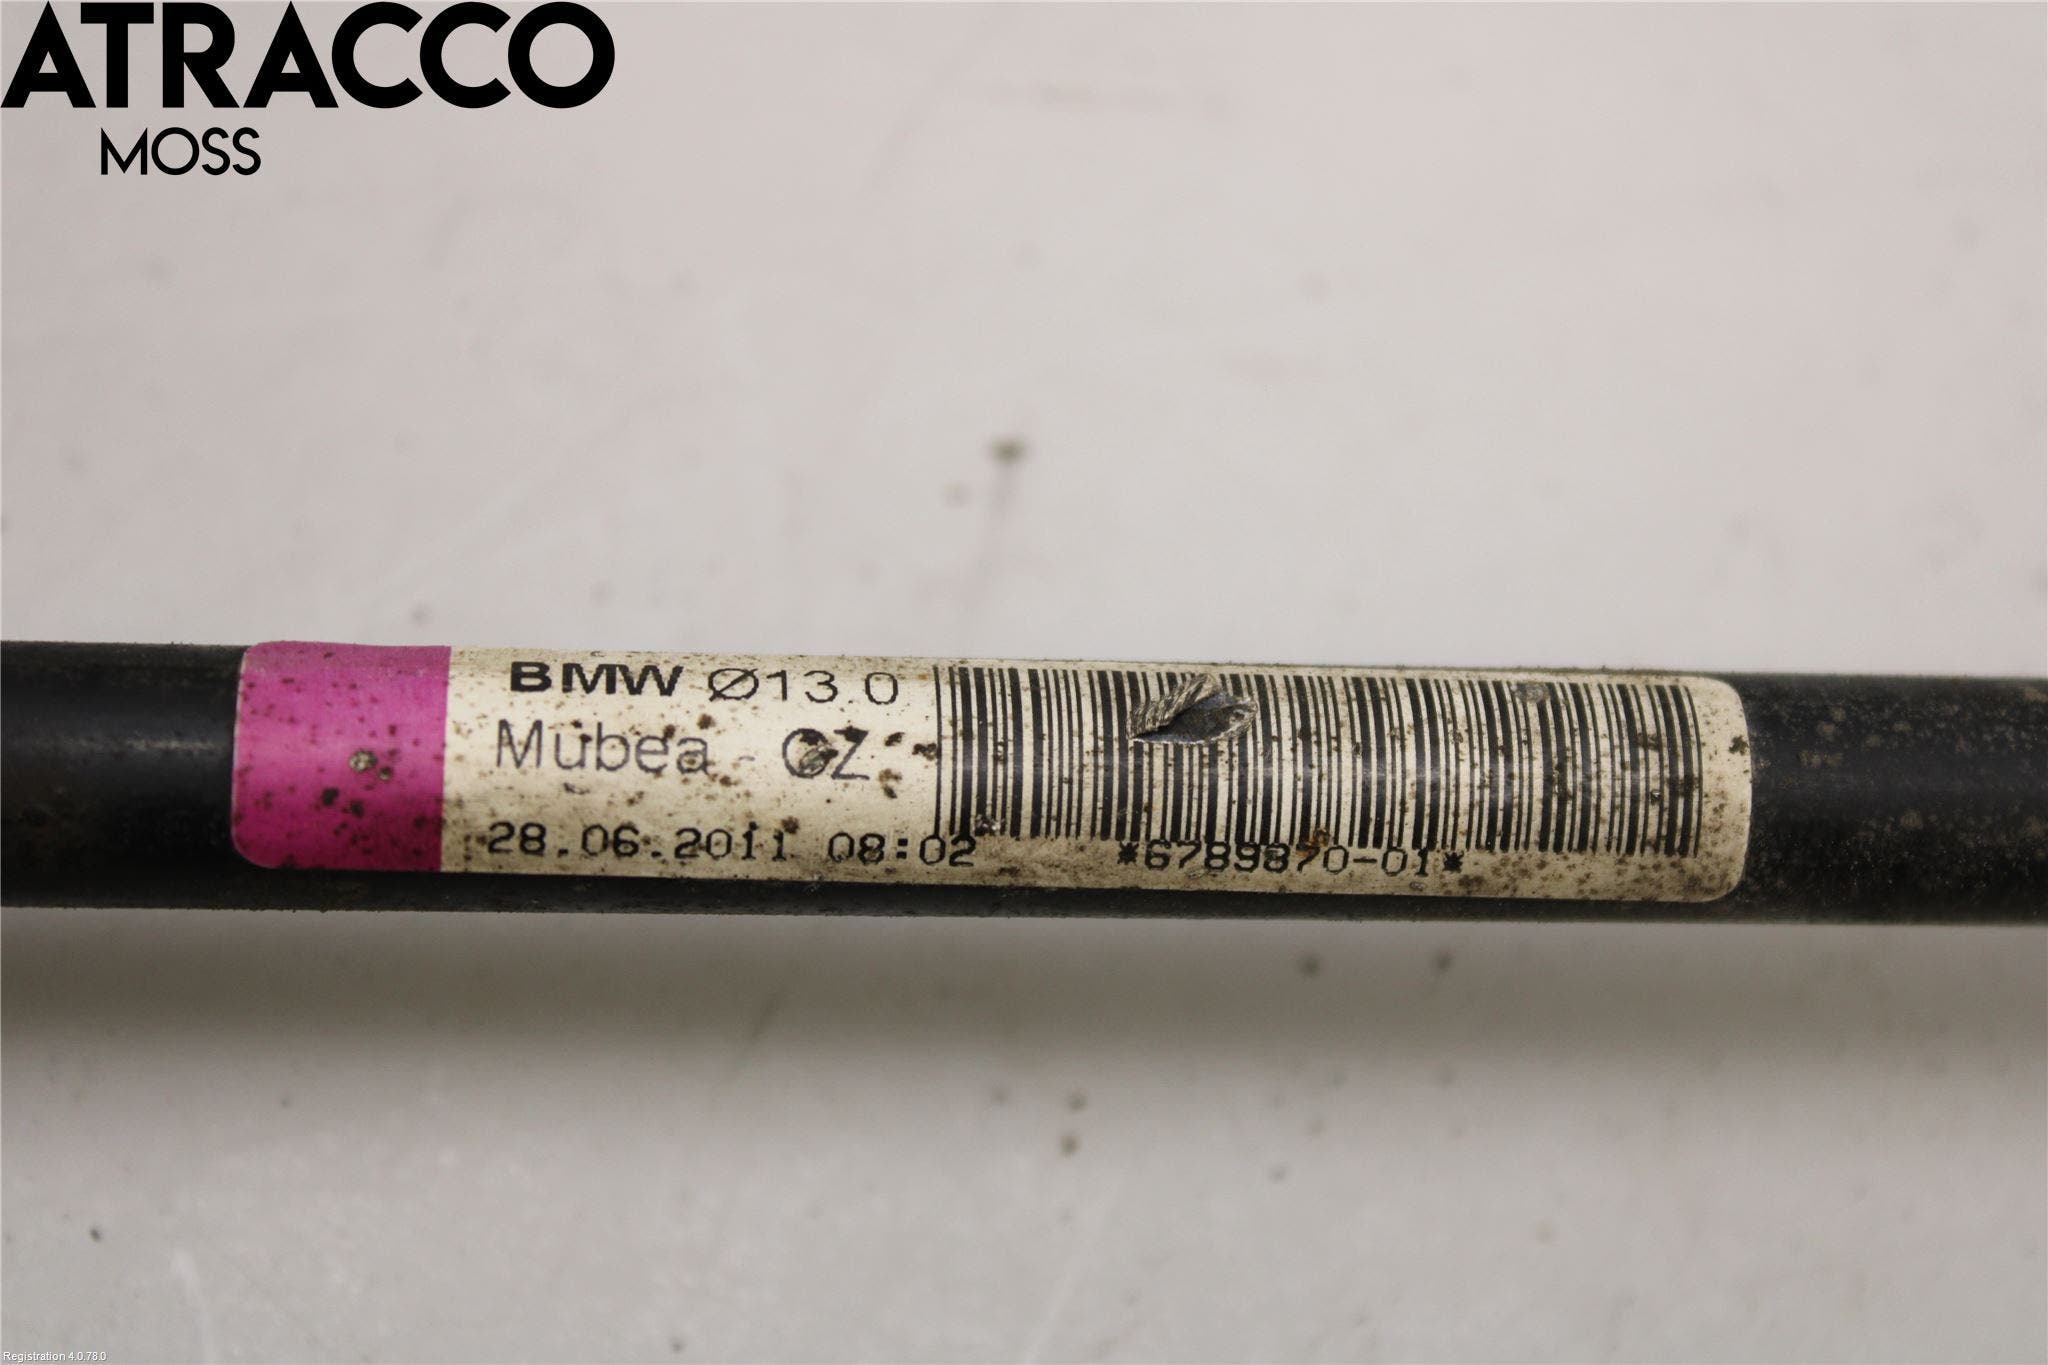 ATRACCO
MOSS
BMW Ø13.0
Mubea - CZ
28.06.2011 08:02
*6789870-01*
Registration 4.0.78.0